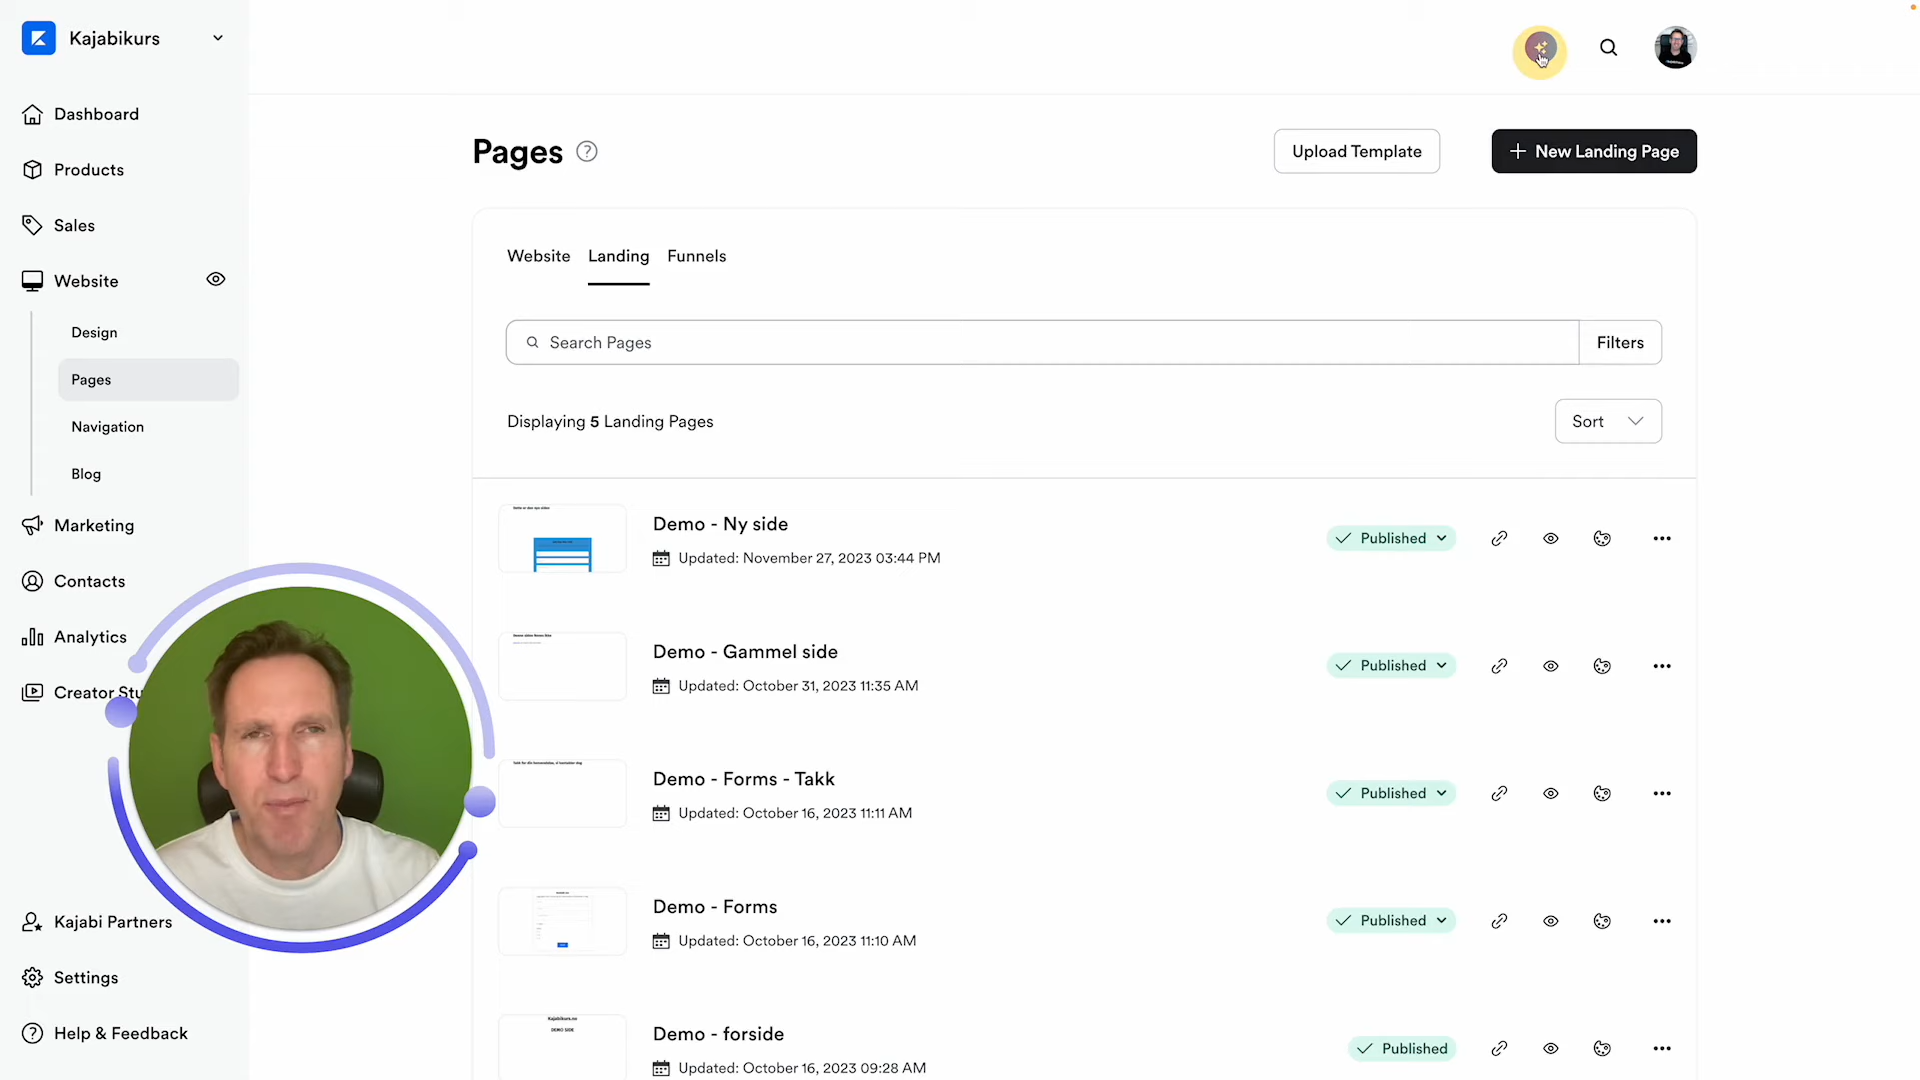 Kajabikurs
Dashboard
Products
Sales
Website
Design
Pages
Navigation
Blog
Marketing
Contacts
Analytics
Creator Stu
Kajabi Partners
Settings
Help & Feedback
Pages
Upload Template
New Landing Page
Website Landing Funnels
Search Pages
Filters
Displaying 5 Landing Pages
Sort
Demo - Ny side
Updated: November 27, 2023 03:44 PM
Published
Demo - Gammel side
Updated: October 31, 2023 11:35 AM
Published
Demo - Forms - Takk
Updated: October 16, 2023 11:11 AM
Published
Demo - Forms
Updated: October 16, 2023 11:10 AM
Published
Kajabikurs.no
DEMO SIDE
Demo - forside
Updated: October 16, 2023 09:28 AM
Published